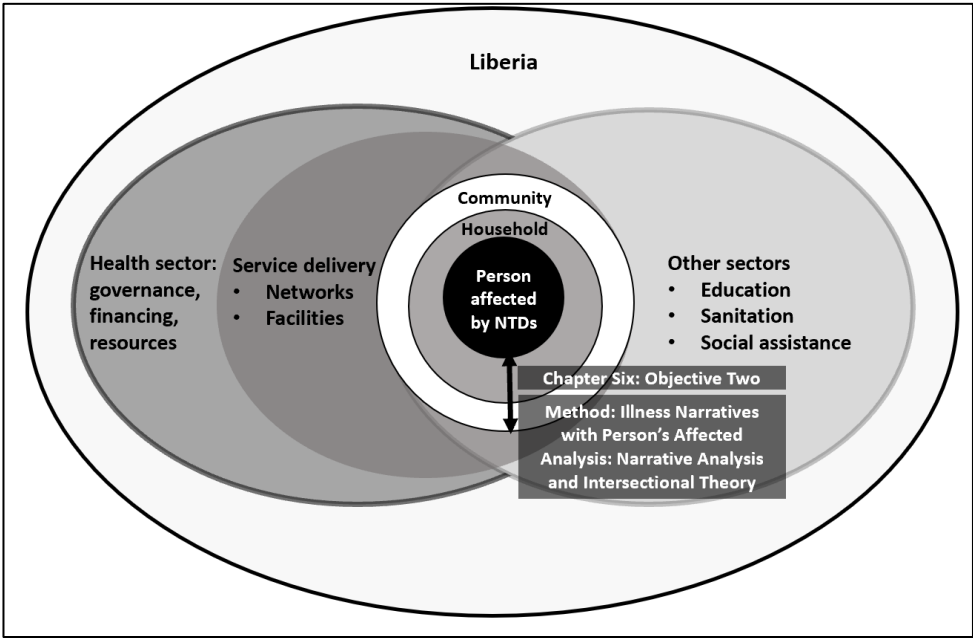 Liberia
Community
Household
Person
affected
by NTDs
Health sector:
governance,
financing,
resources
Service delivery
• Networks
• Facilities
Other sectors
• Education
• Sanitation
• Social assistance
Chapter Six: Objective Two
Method: Illness Narratives
with Person’s Affected
Analysis: Narrative Analysis
and Intersectional Theory